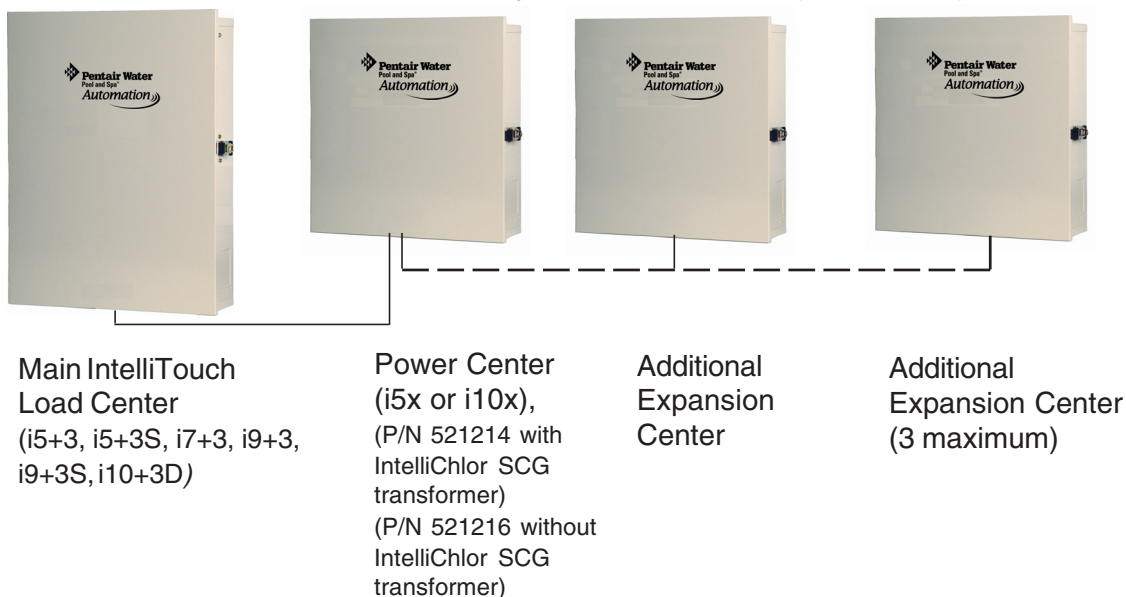 Pentair Water
Pool and Spa®
Automation
Pentair Water
Pool and Spa®
Automation
Pentair Water
Pool and Spa®
Automation
Pentair Water
Pool and Spa®
Automation
Main IntelliTouch
Load Center
(i5+3, i5+3S, i7+3, i9+3,
i9+3S, i10+3D)
Power Center
(i5x or i10x),
(P/N 521214 with
IntelliChlor SCG
transformer)
(P/N 521216 without
IntelliChlor SCG
transformer)
Additional
Expansion
Center
Additional
Expansion Center
(3 maximum)